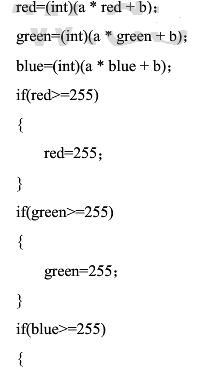 red=(int)(a * red + b);
green=(int)(a * green + b);
blue=(int)(a * blue + b);
if(red>=255)
{
red=255;
}
if(green>=255)
{
green=255;
}
if(blue>=255)
{